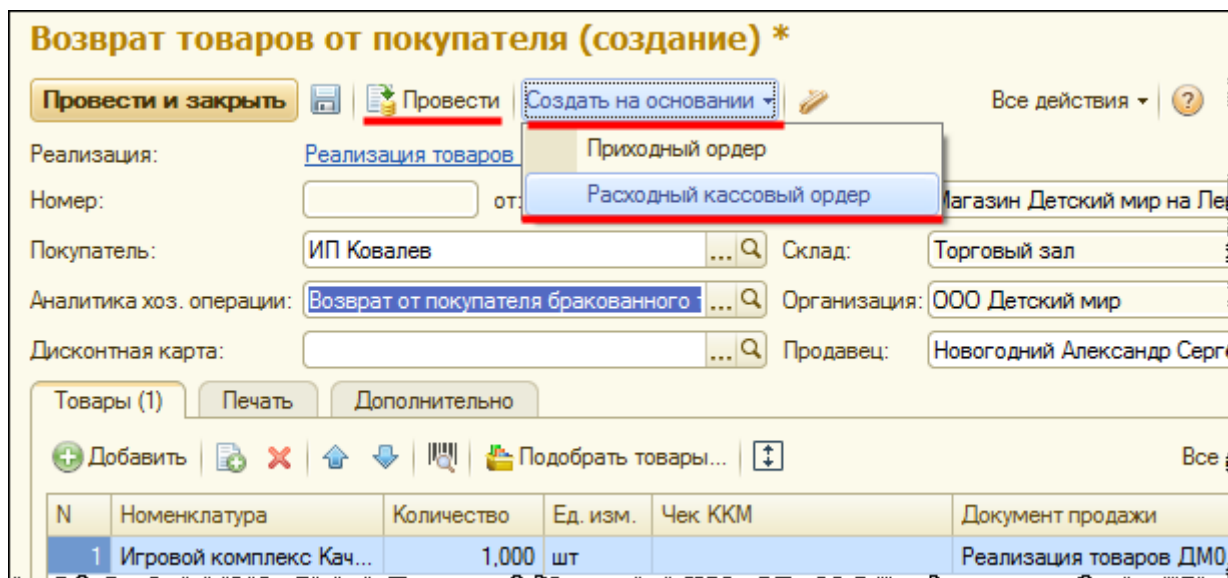 Возврат товаров от покупателя (создание) *
Провести и закрыть Провести Создать на основании Все действия ?
Реализация: Реализация товаров Приходный ордер
Номер: от: Расходный кассовый ордер Магазин Детский мир на
Покупатель: ИП Ковалев ... Склад: Торговый зал
Аналитика хоз. операции: Возврат от покупателя бракованного ... Организация: ООО Детский мир
Дисконтная карта: ... Продавец: Новогодний Александр
Товары (1) Печать Дополнительно
Добавить Подобрать товары... Все
N Номенклатура Количество Ед. изм. Чек ККМ Документ продажи
1 Игровой комплекс Кач... 1,000 шт Реализация товаров ДМ0